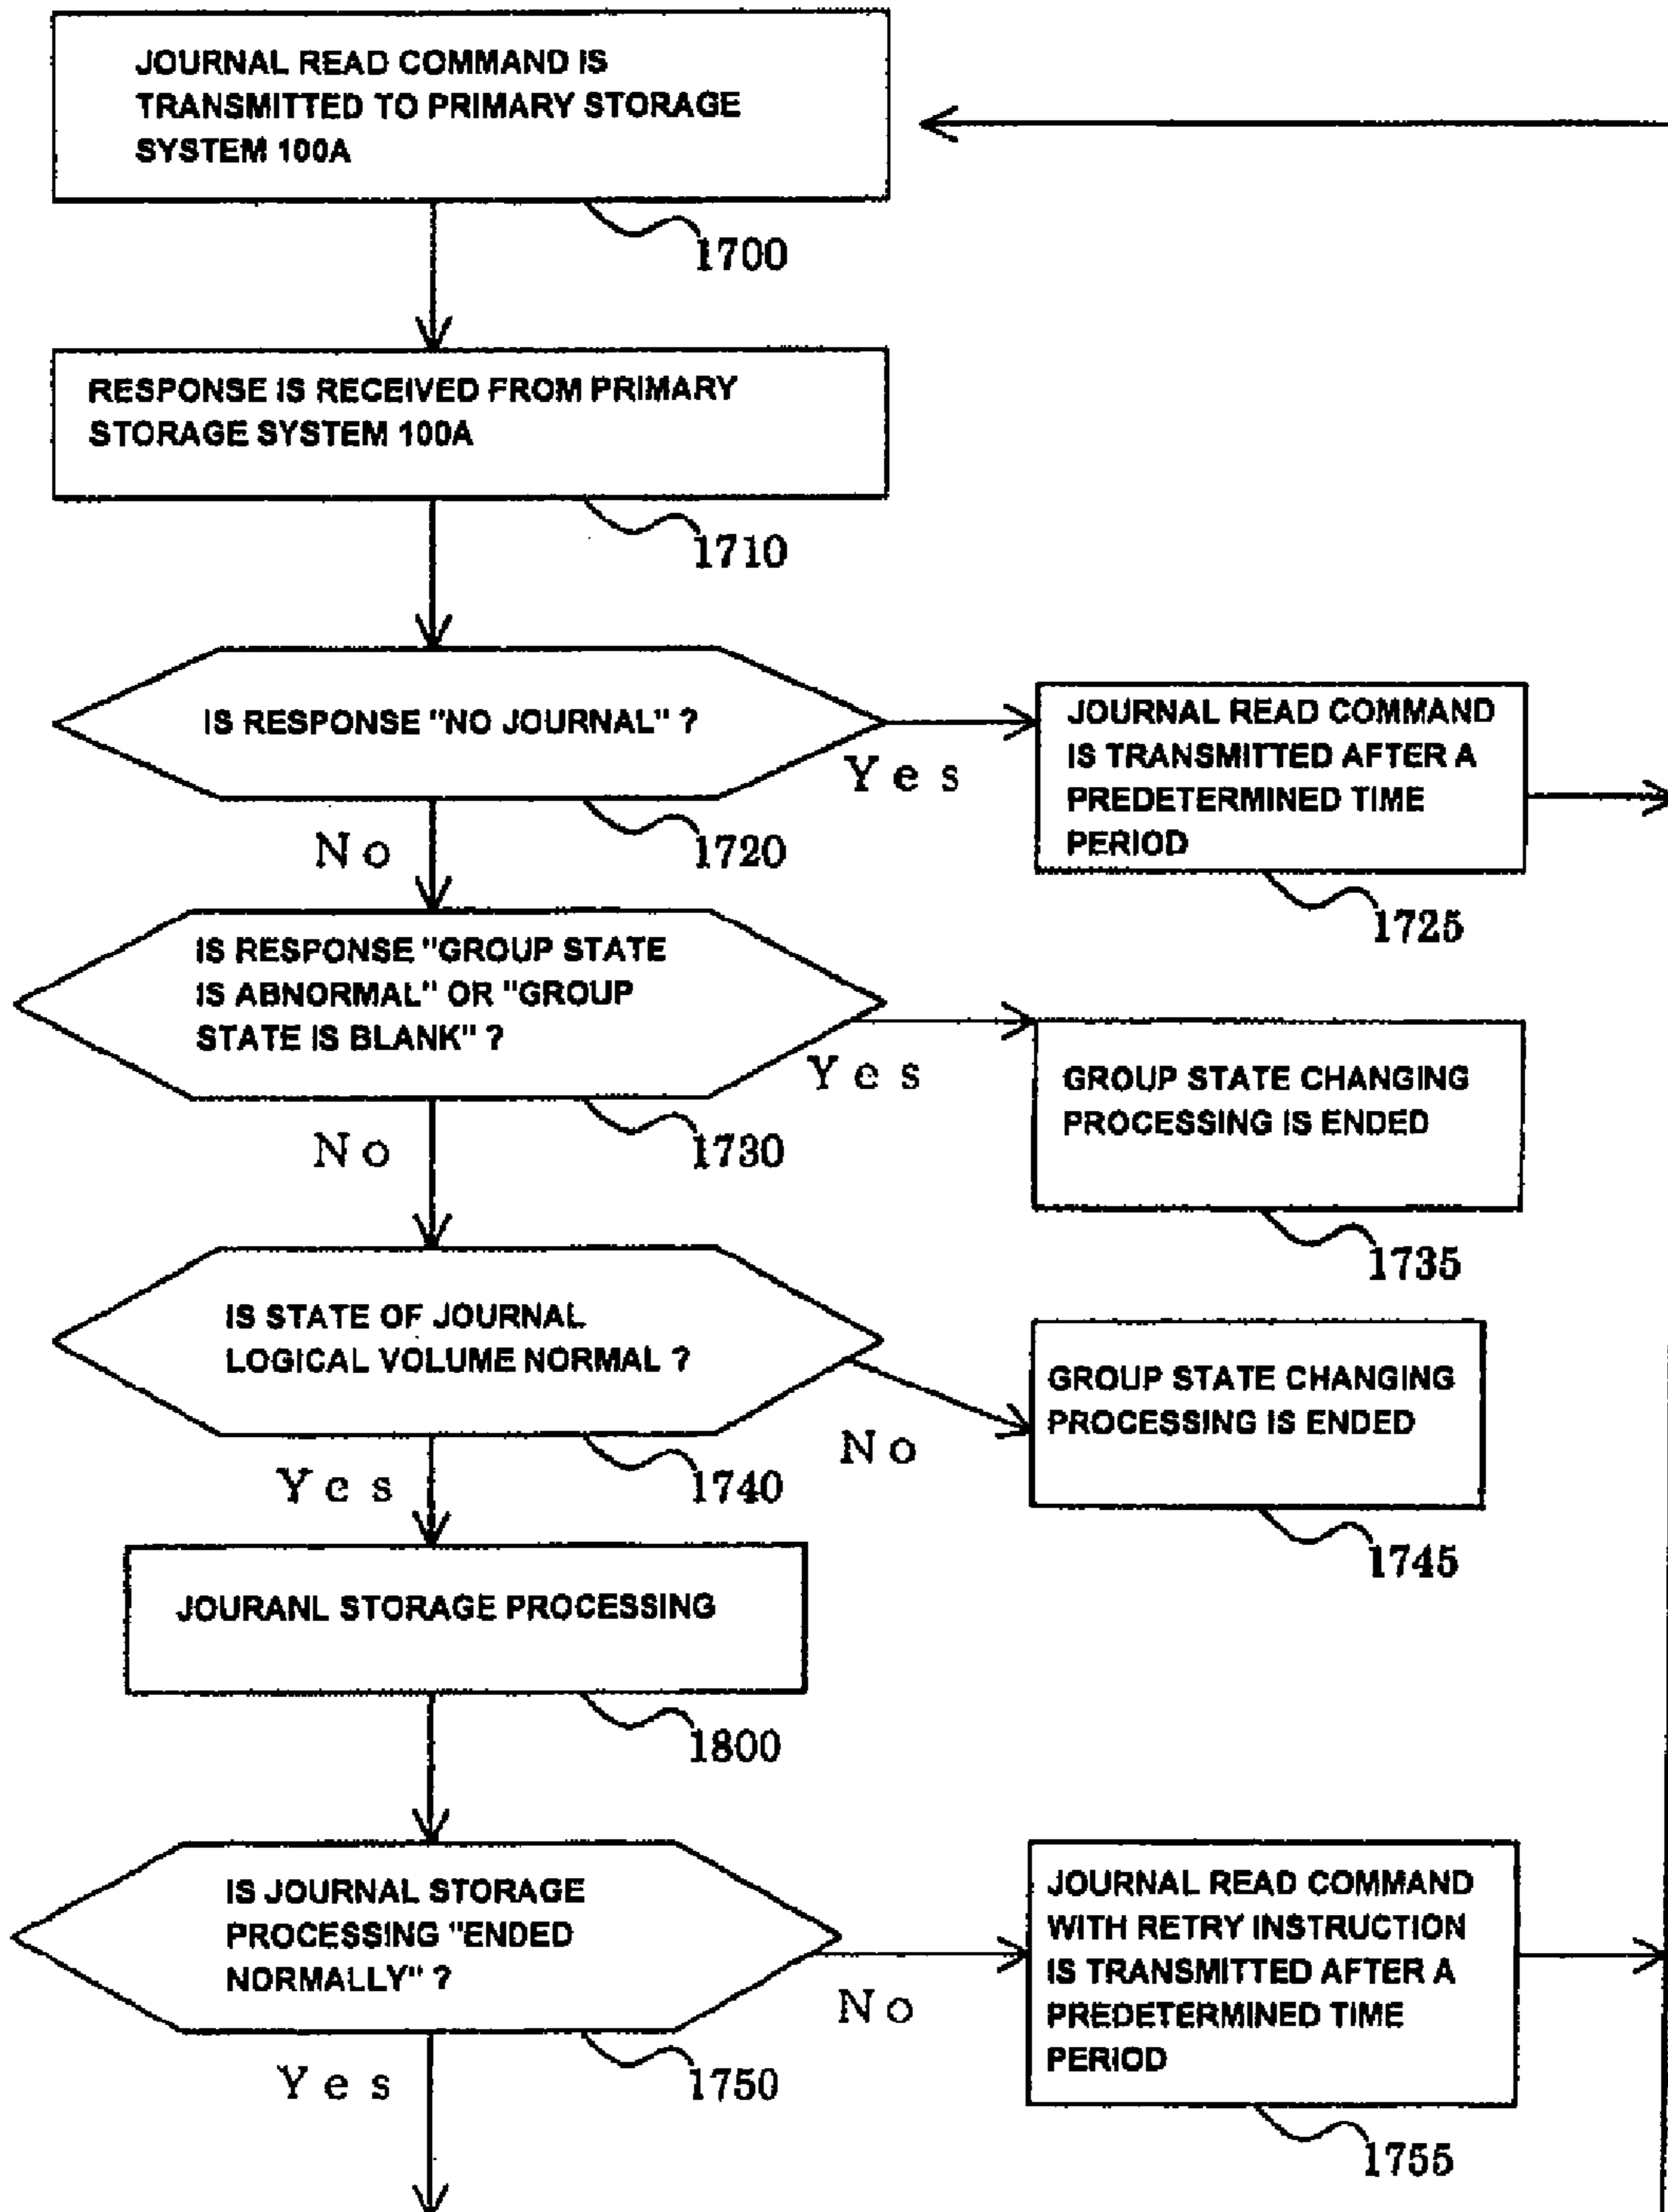 JOURNAL READ COMMAND IS
TRANSMITTED TO PRIMARY STORAGE
SYSTEM 100A
1700
RESPONSE IS RECEIVED FROM PRIMARY
STORAGE SYSTEM 100A
1710
IS RESPONSE "NO JOURNAL" ?
Yes
No
1720
JOURNAL READ COMMAND
IS TRANSMITTED AFTER A
PREDETERMINED TIME
PERIOD
1725
IS RESPONSE "GROUP STATE
IS ABNORMAL" OR "GROUP
STATE IS BLANK" ?
Yes
No
1730
GROUP STATE CHANGING
PROCESSING IS ENDED
1735
IS STATE OF JOURNAL
LOGICAL VOLUME NORMAL ?
No
Yes
1740
GROUP STATE CHANGING
PROCESSING IS ENDED
1745
JOURANL STORAGE PROCESSING
1800
IS JOURNAL STORAGE
PROCESSING "ENDED
NORMALLY" ?
No
Yes
1750
JOURNAL READ COMMAND
WITH RETRY INSTRUCTION
IS TRANSMITTED AFTER A
PREDETERMINED TIME
PERIOD
1755